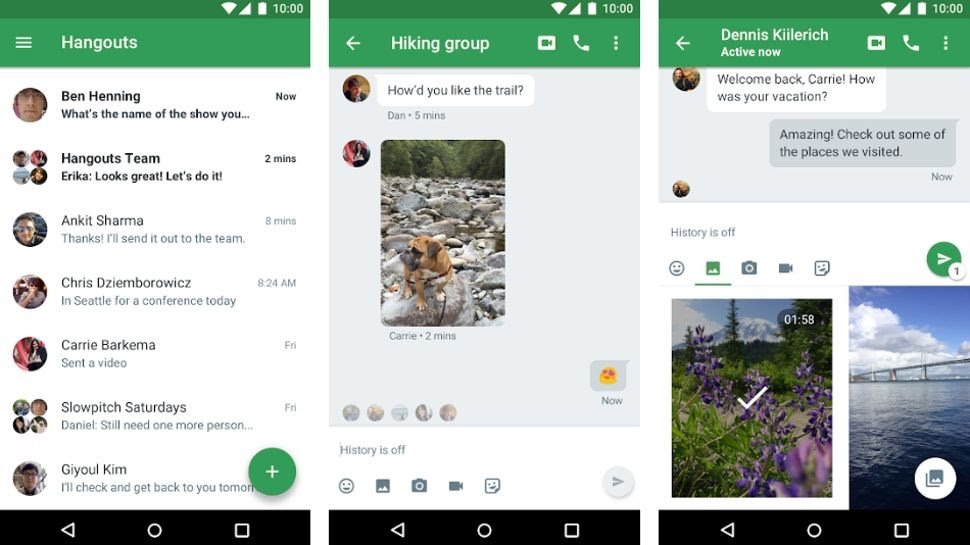 10:00
Hangouts
Ben Henning
Now
What's the name of the show you...
Hangouts Team
2 mins
Erika: Looks great! Let's do it!
Ankit Sharma
8 mins
Thanks! I'll send it out to the team.
Chris Dziemborowicz
8:24 AM
In Seattle for a conference today
Carrie Barkema
Fri
Sent a video
Slowpitch Saturdays
Fri
Daniel: Still need one more person...
Giyoul Kim
I'll check and get back to you tomorr
+
10:00
Hiking group
How'd you like the trail?
Dan • 5 mins
Carrie • 2 mins
Now
History is off
10:00
Dennis Kiilerich
Active now
Welcome back, Carrie! How
was your vacation?
Amazing! Check out some of
the places we visited.
Now
History is off
1
01:58